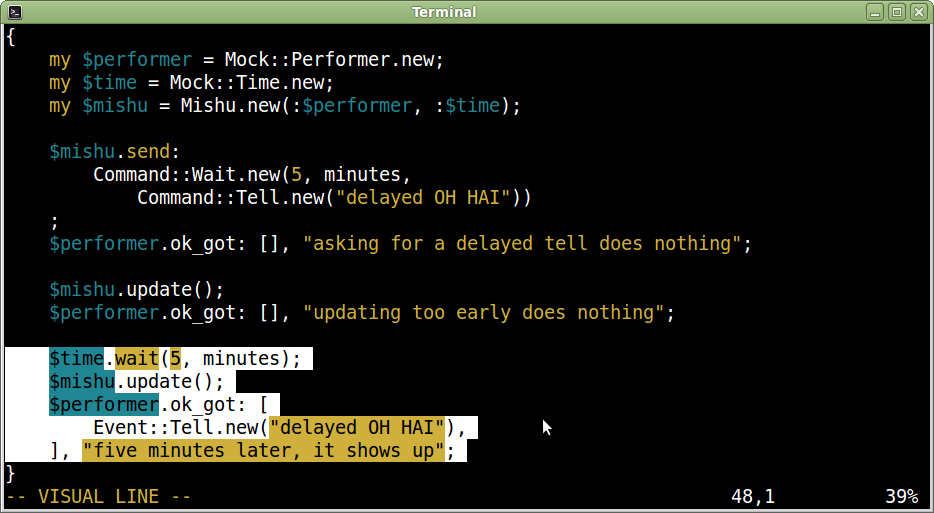 Terminal
{
    my $performer = Mock::Performer.new;
    my $time = Mock::Time.new;
    my $mishu = Mishu.new(:$performer, :$time);

    $mishu.send:
        Command::Wait.new(5, minutes,
            Command::Tell.new("delayed OH HAI"))
    ;
    $performer.ok_got: [], "asking for a delayed tell does nothing";

    $mishu.update();
    $performer.ok_got: [], "updating too early does nothing";

    $time.wait(5, minutes);
    $mishu.update();
    $performer.ok_got: [
        Event::Tell.new("delayed OH HAI"),
    ], "five minutes later, it shows up";
}
-- VISUAL LINE -- 48,1 39%